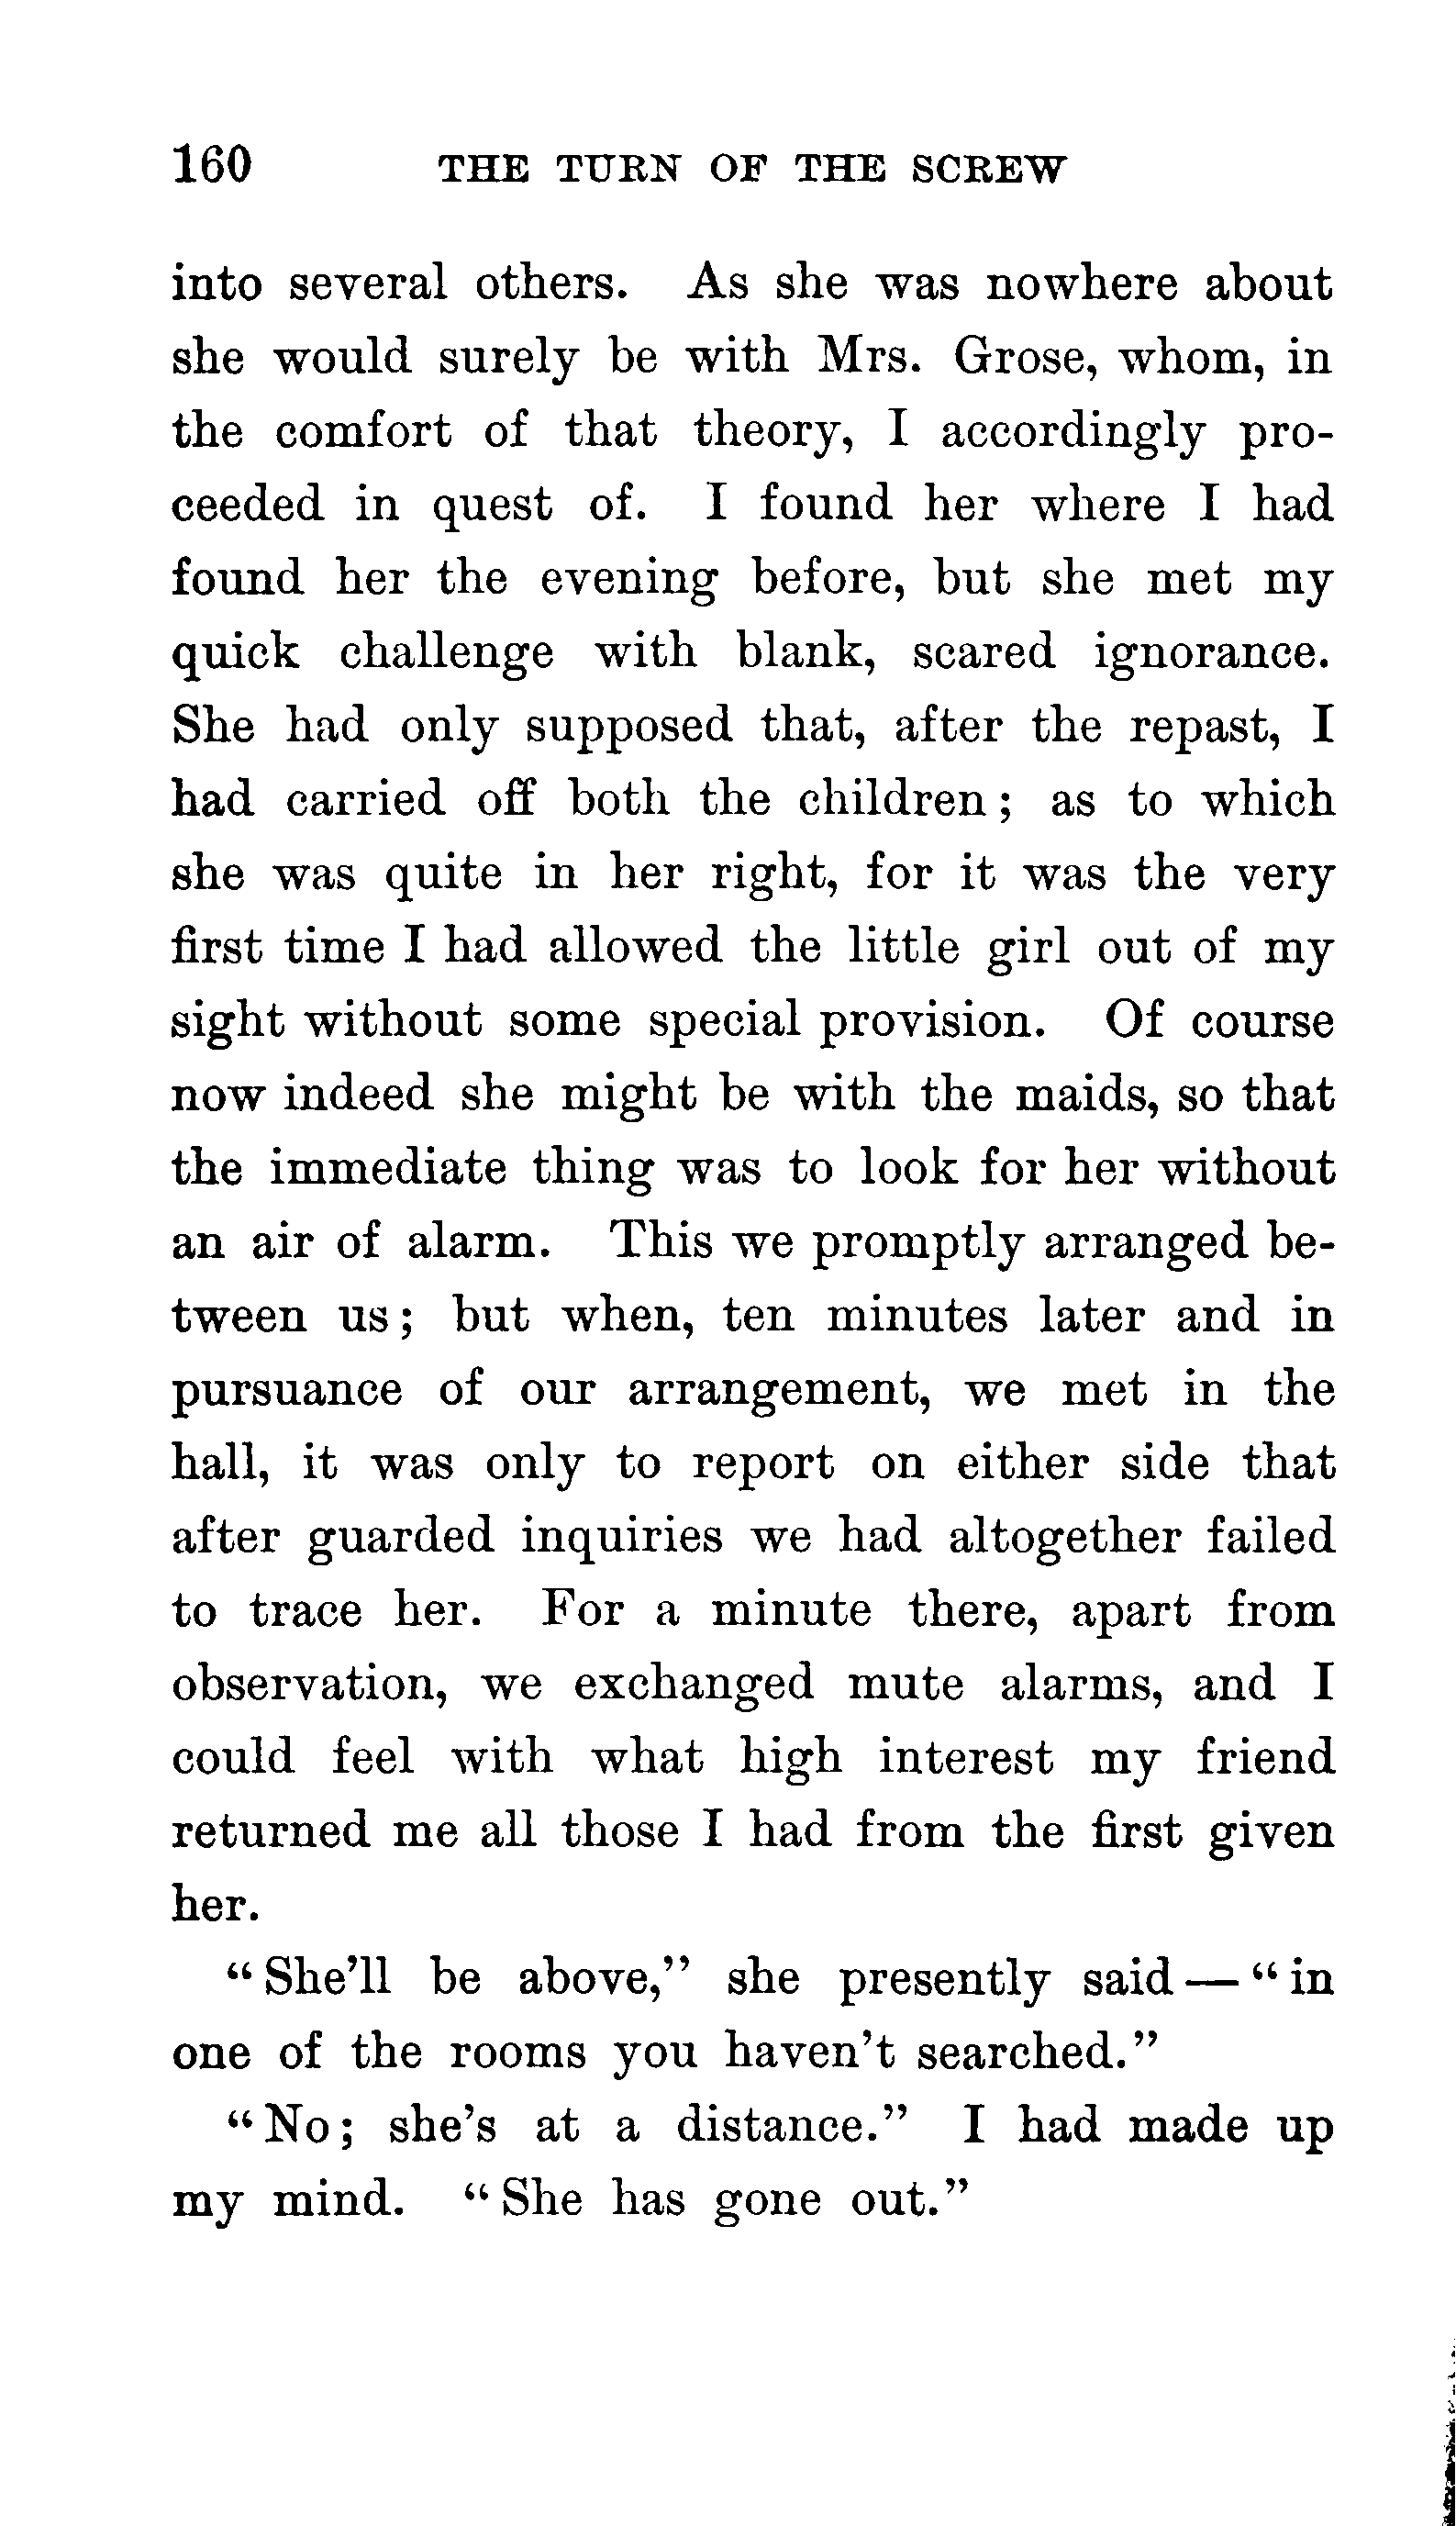 160 THE TURN OF THE SCREW
into several others. As she was nowhere about
she would surely be with Mrs. Grose, whom, in
the comfort of that theory, I accordingly pro-
ceeded in quest of. I found her where I had
found her the evening before, but she met my
quick challenge with blank, scared ignorance.
She had only supposed that, after the repast, I
had carried off both the children; as to which
she was quite in her right, for it was the very
first time I had allowed the little girl out of my
sight without some special provision. Of course
now indeed she might be with the maids, so that
the immediate thing was to look for her without
an air of alarm. This we promptly arranged be-
tween us; but when, ten minutes later and in
pursuance of our arrangement, we met in the
hall, it was only to report on either side that
after guarded inquiries we had altogether failed
to trace her. For a minute there, apart from
observation, we exchanged mute alarms, and I
could feel with what high interest my friend
returned me all those I had from the first given
her.
“She’ll be above,” she presently said—“in
one of the rooms you haven’t searched.”
“No; she’s at a distance.” I had made up
my mind. “She has gone out.”